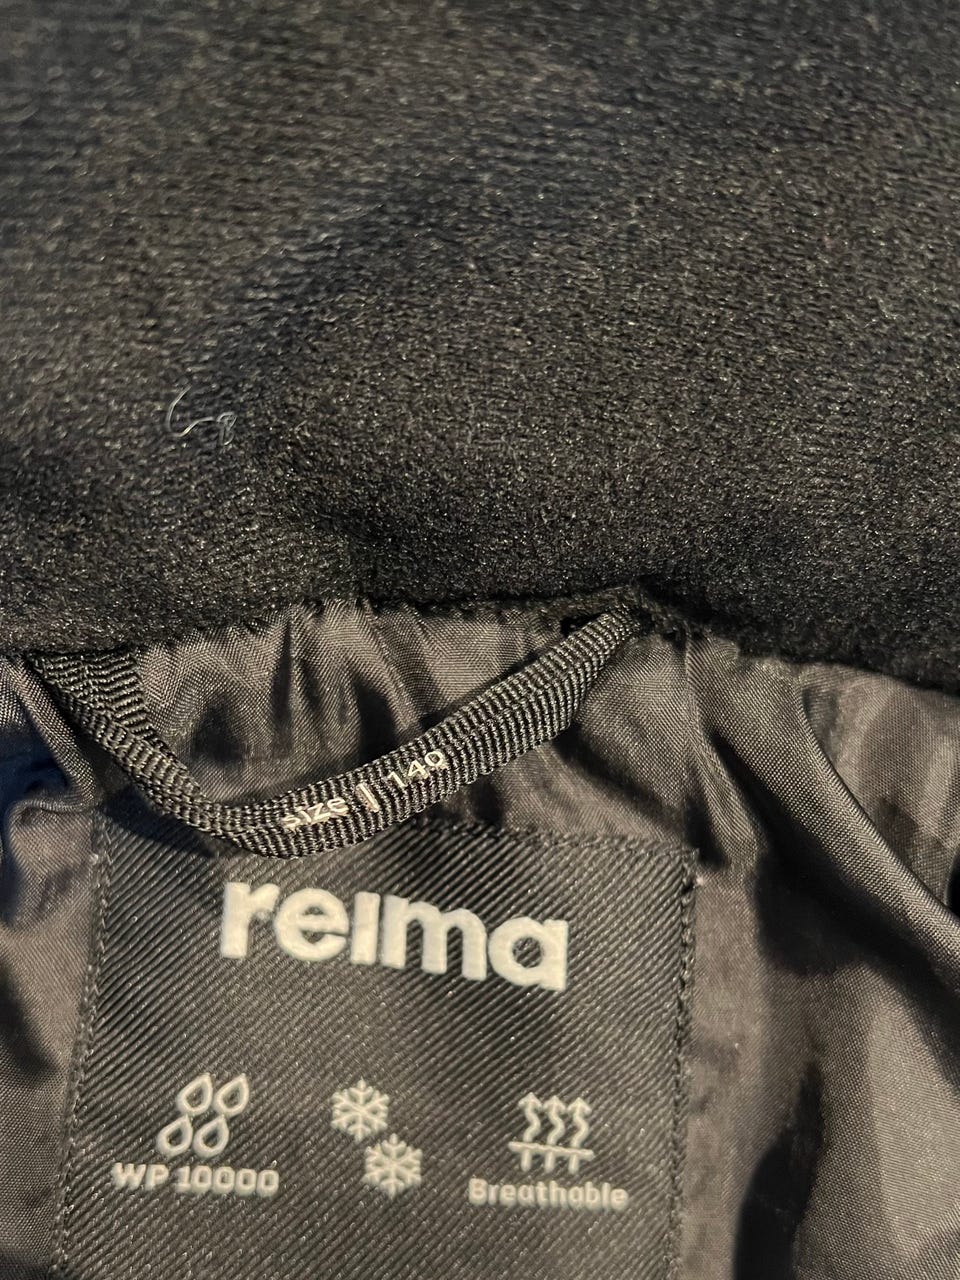 SIZE | 140
reima
WP 10000
Breathable